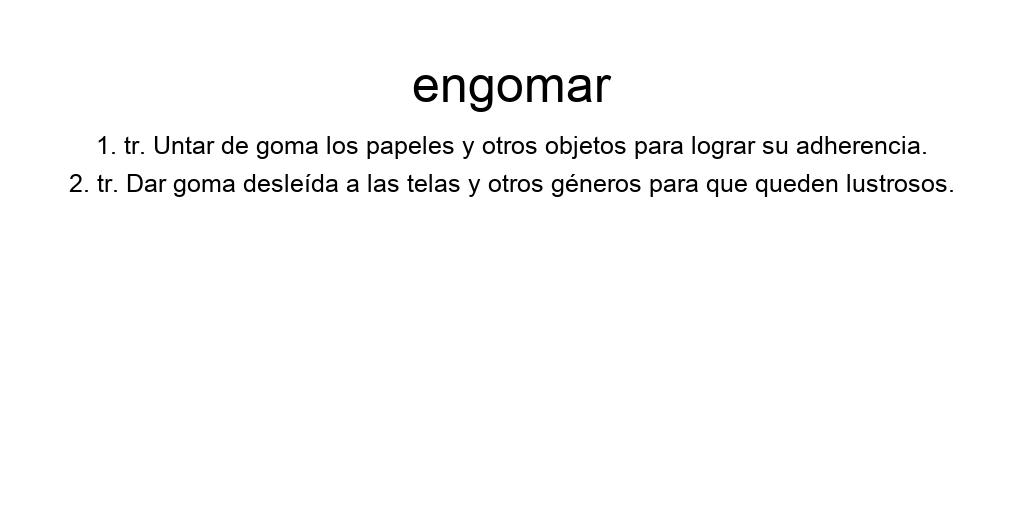 engomar
1. tr. Untar de goma los papeles y otros objetos para lograr su adherencia.
2. tr. Dar goma desleída a las telas y otros géneros para que queden lustrosos.